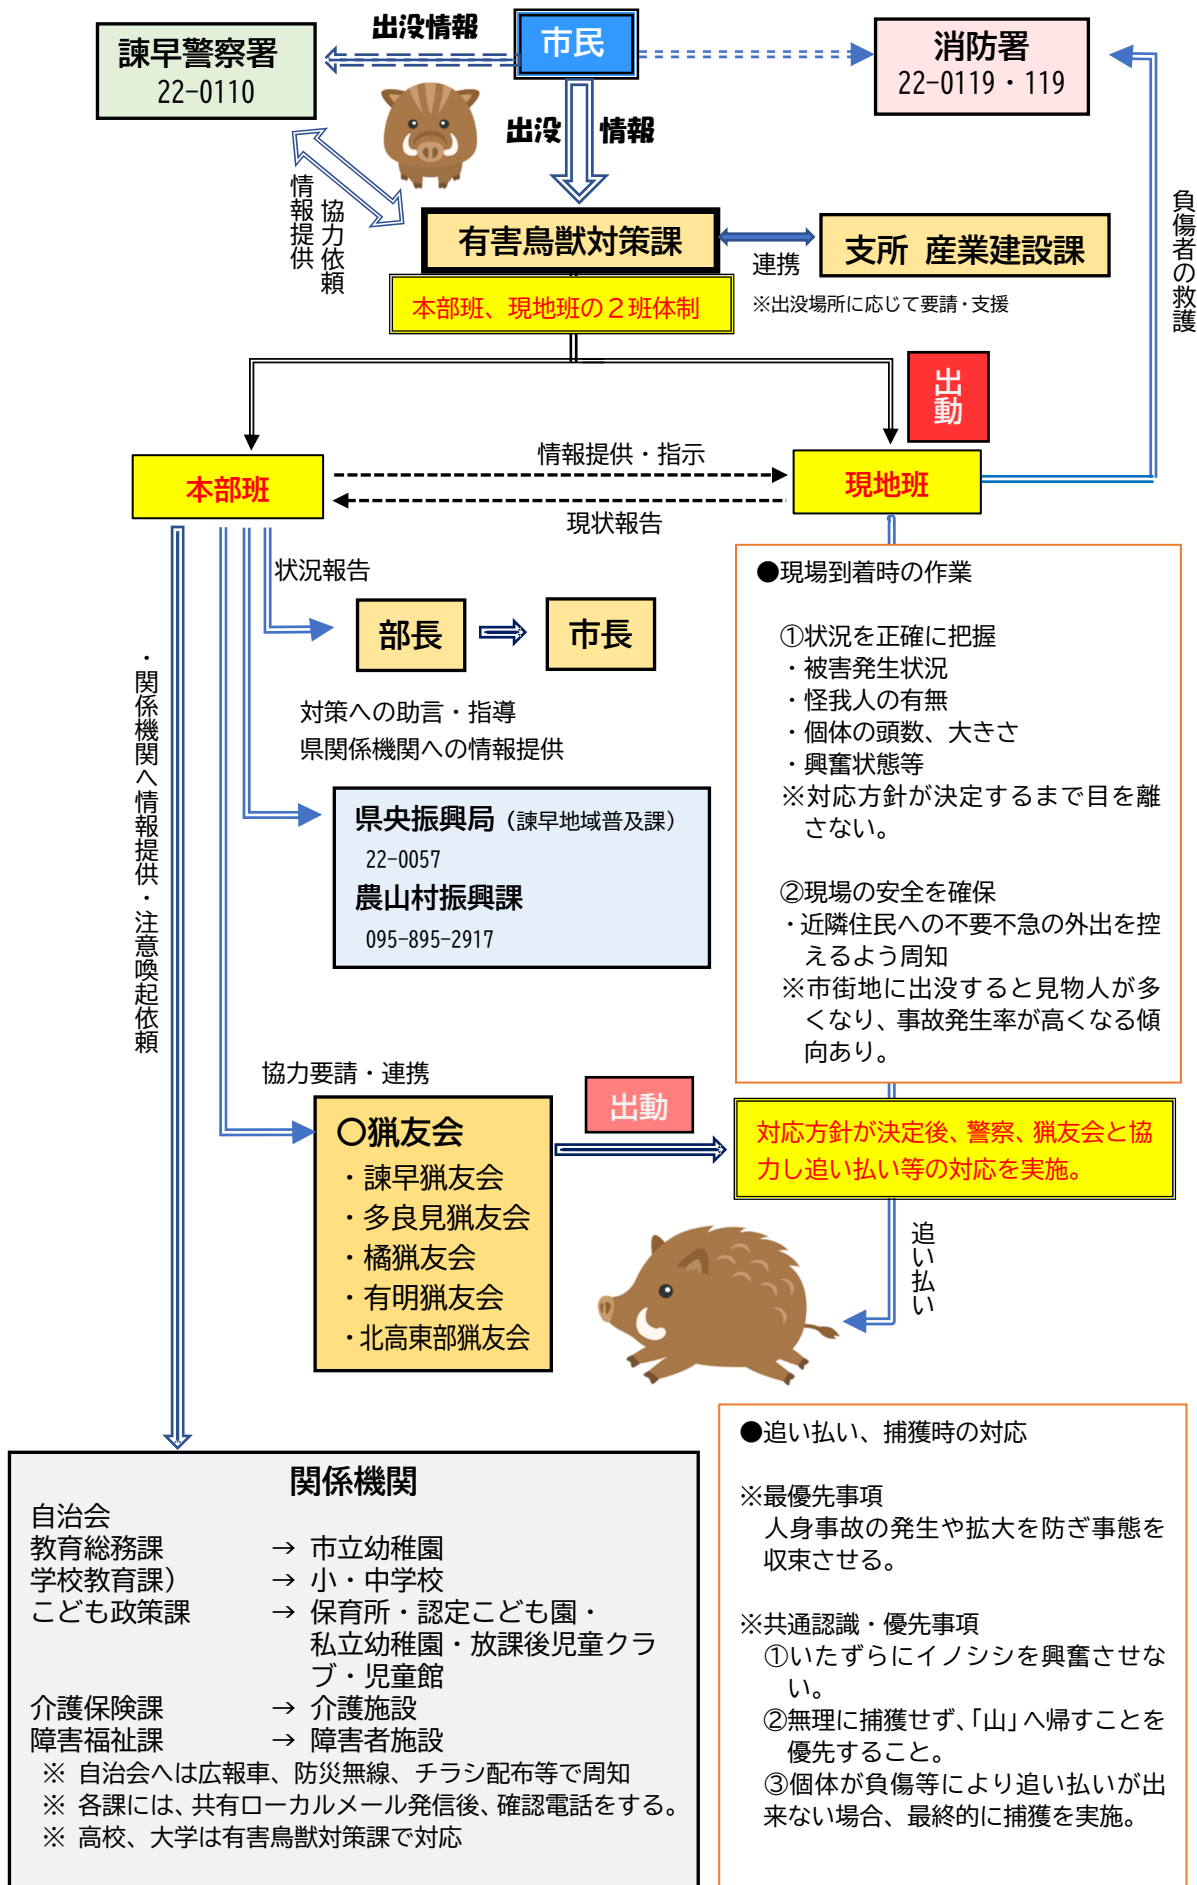 出没情報
市民
諫早警察署
22-0110
消防署
22-0119・119
出没 情報
情報提供
協力依頼
負傷者の救護
有害鳥獣対策課
連携
支所 産業建設課
※出没場所に応じて要請・支援
本部班、現地班の2班体制
出動
本部班
情報提供・指示
現状報告
現地班
状況報告
部長
市長
・関係機関へ情報提供・注意喚起依頼
対策への助言・指導
県関係機関への情報提供
県央振興局（諫早地域普及課）
22-0057
農山村振興課
095-895-2917
●現場到着時の作業
①状況を正確に把握
・被害発生状況
・怪我人の有無
・個体の頭数、大きさ
・興奮状態等
※対応方針が決定するまで目を離
さない。
②現場の安全を確保
・近隣住民への不要不急の外出を控
えるよう周知
※市街地に出没すると見物人が多
くなり、事故発生率が高くなる傾
向あり。
協力要請・連携
〇猟友会
・諫早猟友会
・多良見猟友会
・橘猟友会
・有明猟友会
・北高東部猟友会
出動
対応方針が決定後、警察、猟友会と協
力し追い払い等の対応を実施。
追い払い
関係機関
自治会
教育総務課 → 市立幼稚園
学校教育課） → 小・中学校
こども政策課 → 保育所・認定こども園・
私立幼稚園・放課後児童クラ
ブ・児童館
介護保険課 → 介護施設
障害福祉課 → 障害者施設
※ 自治会へは広報車、防災無線、チラシ配布等で周知
※ 各課には、共有ローカルメール発信後、確認電話をする。
※ 高校、大学は有害鳥獣対策課で対応
●追い払い、捕獲時の対応
※最優先事項
人身事故の発生や拡大を防ぎ事態を
収束させる。
※共通認識・優先事項
①いたずらにイノシシを興奮させな
い。
②無理に捕獲せず、「山」へ帰すことを
優先すること。
③個体が負傷等により追い払いが出
来ない場合、最終的に捕獲を実施。